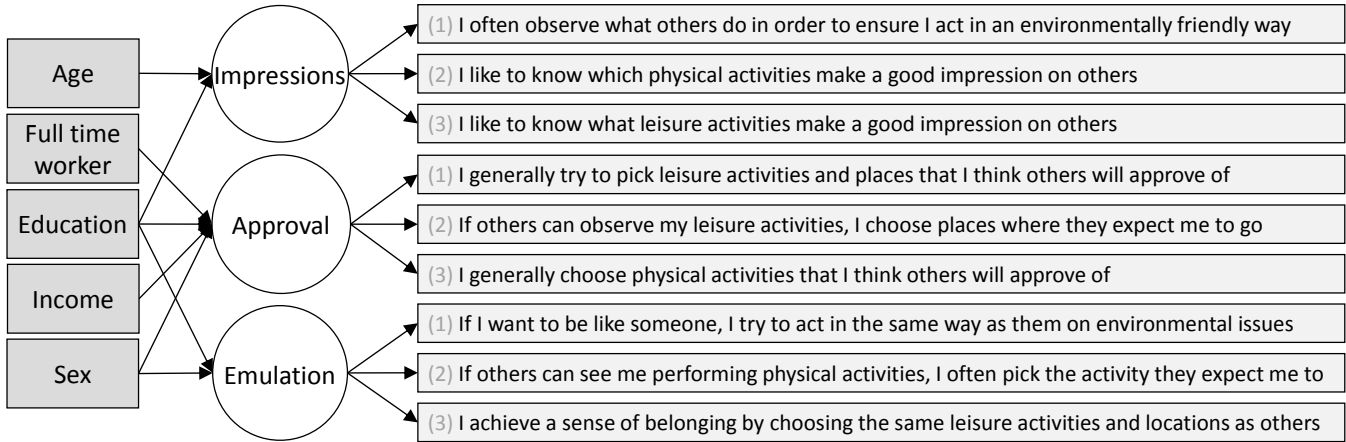 Age
Full time
worker
Education
Income
Sex
Impressions
Approval
Emulation
(1) I often observe what others do in order to ensure I act in an environmentally friendly way
(2) I like to know which physical activities make a good impression on others
(3) I like to know what leisure activities make a good impression on others
(1) I generally try to pick leisure activities and places that I think others will approve of
(2) If others can observe my leisure activities, I choose places where they expect me to go
(3) I generally choose physical activities that I think others will approve of
(1) If I want to be like someone, I try to act in the same way as them on environmental issues
(2) If others can see me performing physical activities, I often pick the activity they expect me to
(3) I achieve a sense of belonging by choosing the same leisure activities and locations as others